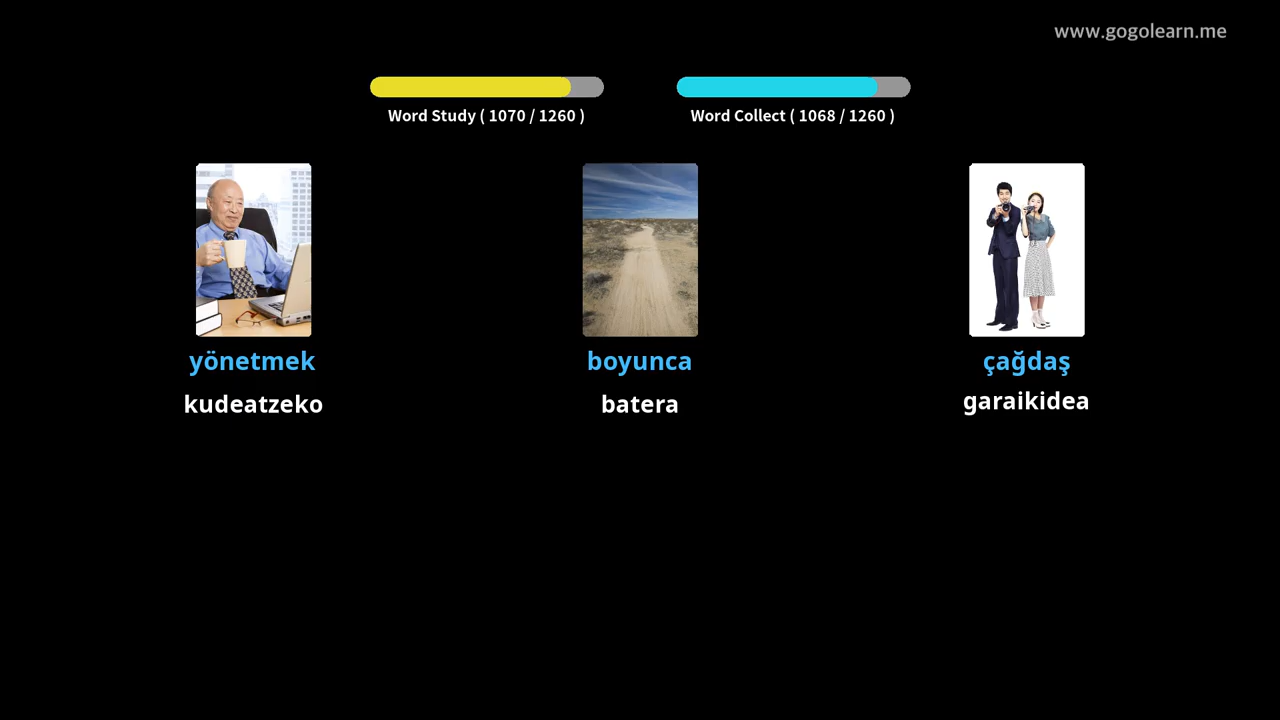 www.gogolearn.me
Word Study ( 1070 / 1260 )
Word Collect ( 1068 / 1260 )
yönetmek
kudeatzeko
boyunca
batera
çağdaş
garaikidea